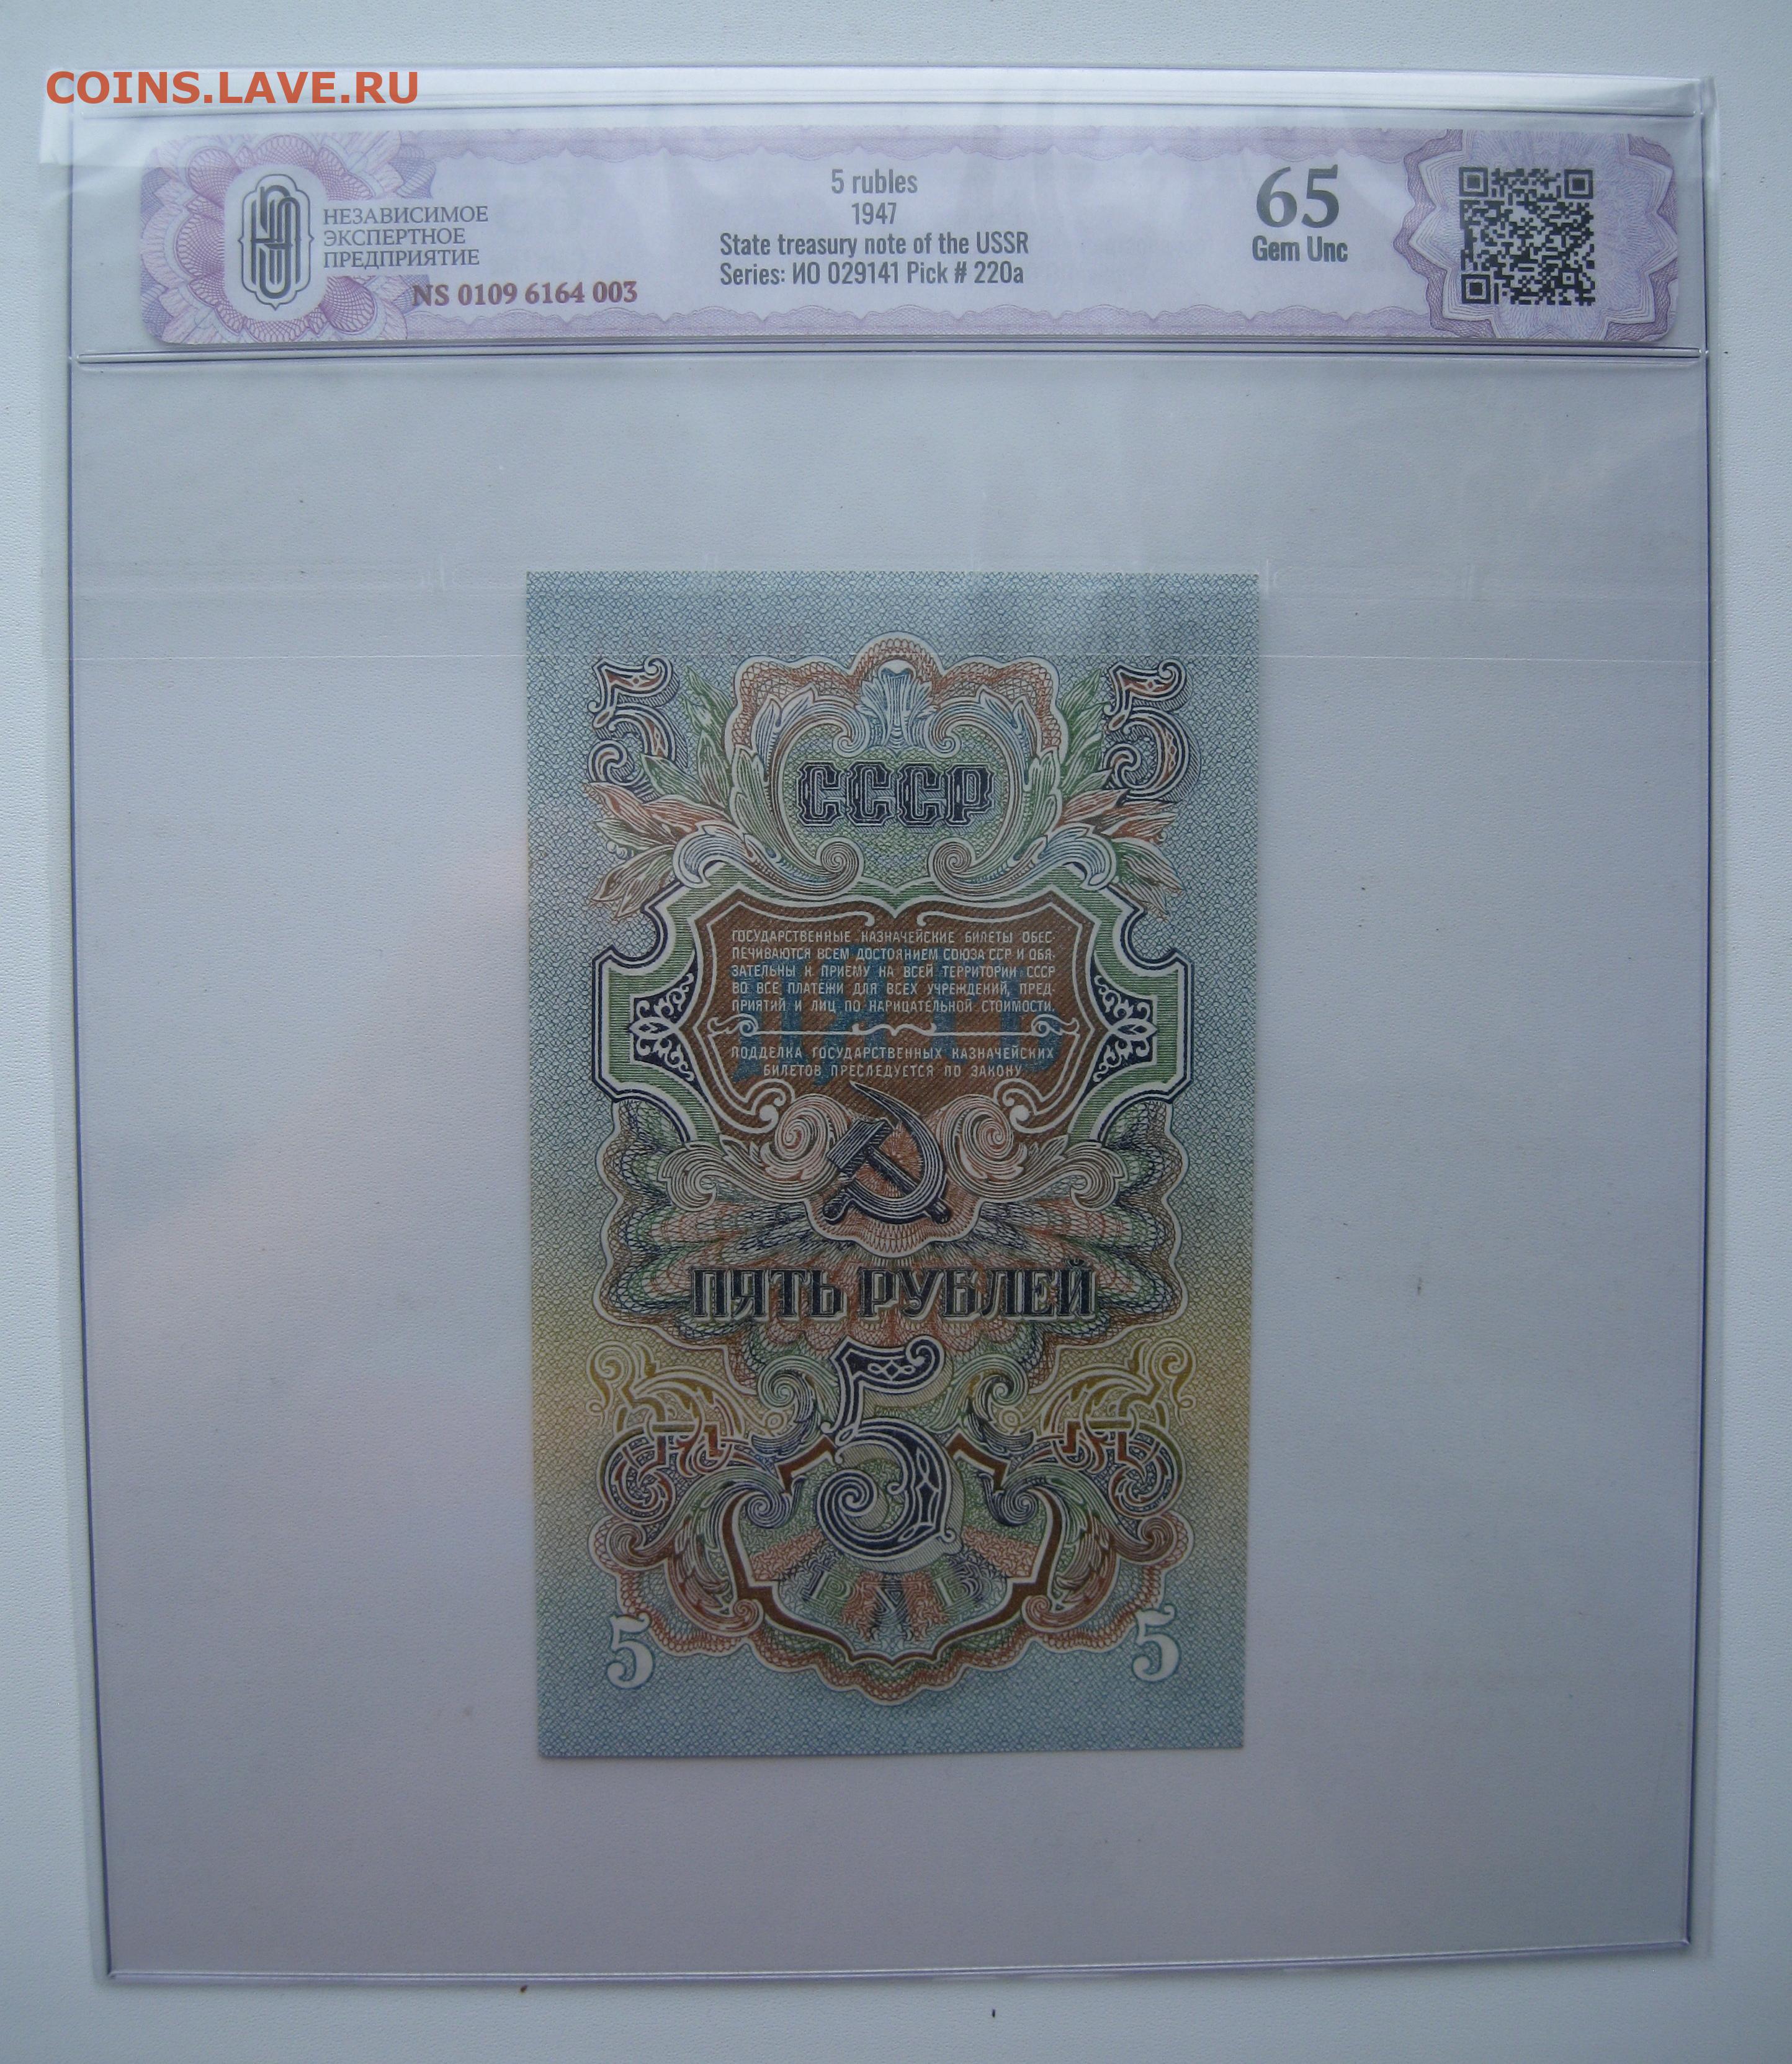 COINS.LAVE.RU
НЕЗАВИСИМОЕ
ЭКСПЕРТНОЕ
ПРЕДПРИЯТИЕ
NS 0109 6164 003
5 rubles
1947
State treasury note of the USSR
Series: ИО 029141 Pick # 220a
65
Gem Unc
5 5
СССР
ГОСУДАРСТВЕННЫЕ КАЗНАЧЕЙСКИЕ БИЛЕТЫ ОБЕС-
ПЕЧИВАЮТСЯ ВСЕМ ДОСТОЯНИЕМ СОЮЗА ССР И ОБЯ-
ЗАТЕЛЬНЫ К ПРИЕМУ НА ВСЕЙ ТЕРРИТОРИИ СССР
ВО ВСЕ ПЛАТЕЖИ ДЛЯ ВСЕХ УЧРЕЖДЕНИЙ, ПРЕД-
ПРИЯТИЙ И ЛИЦ ПО НАРИЦАТЕЛЬНОЙ СТОИМОСТИ.
ПЯТЬ
ПОДДЕЛКА ГОСУДАРСТВЕННЫХ КАЗНАЧЕЙСКИХ
БИЛЕТОВ ПРЕСЛЕДУЕТСЯ ПО ЗАКОНУ
ПЯТЬ РУБЛЕЙ
5
5 5